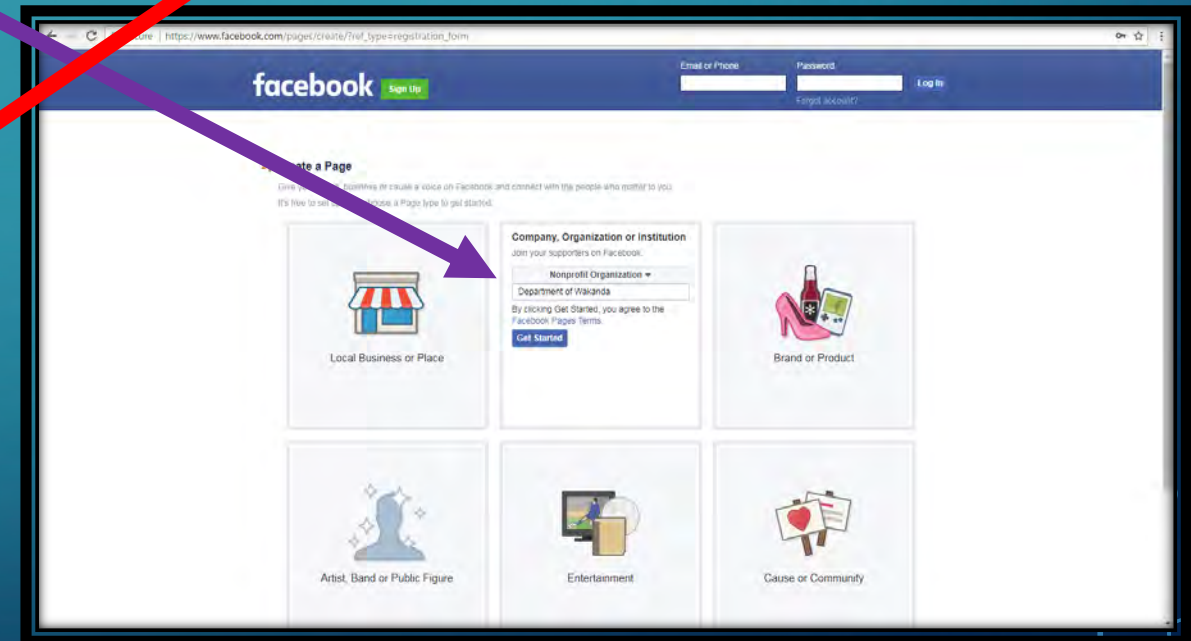 https://www.facebook.com/pages/create/?ref_type=registration_form
Email or Phone
Password
facebook
Sign Up
Log In
Forgot account?
a Page
Give business or cause a voice on Facebook and connect with the people who matter to you.
It's free to set a Page type to get started.
Company, Organization or Institution
Join your supporters on Facebook.
Nonprofit Organization
Department of Wakanda
By clicking Get Started, you agree to the
Facebook Pages Terms.
Get Started
Local Business or Place
Brand or Product
Artist, Band or Public Figure
Entertainment
Cause or Community